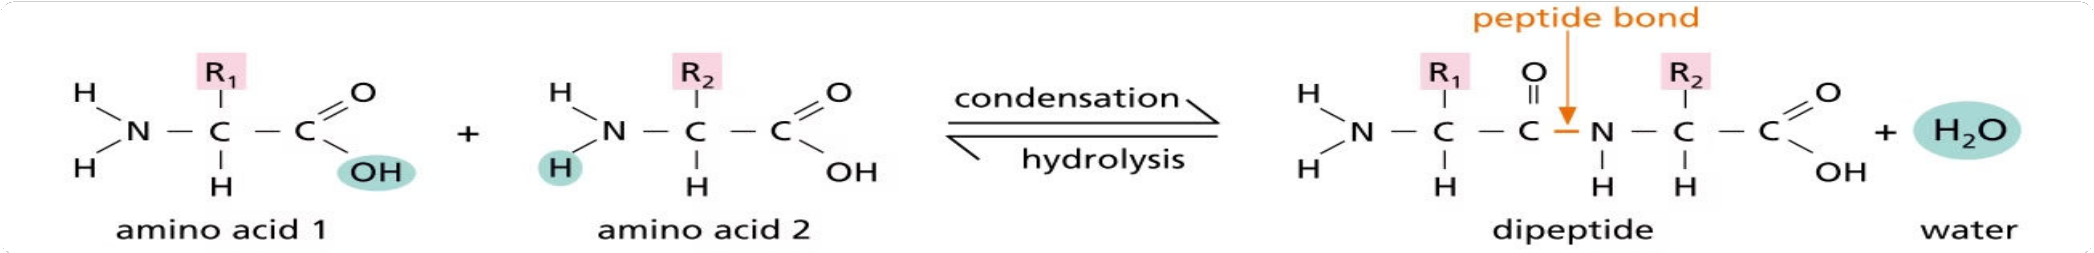 peptide bond
R1 R2 R1 O R2
H O H O condensation H O
N C C + N C C N C C N C C + H2O
H OH H OH hydrolysis H OH
H H H H H
amino acid 1 amino acid 2 dipeptide water